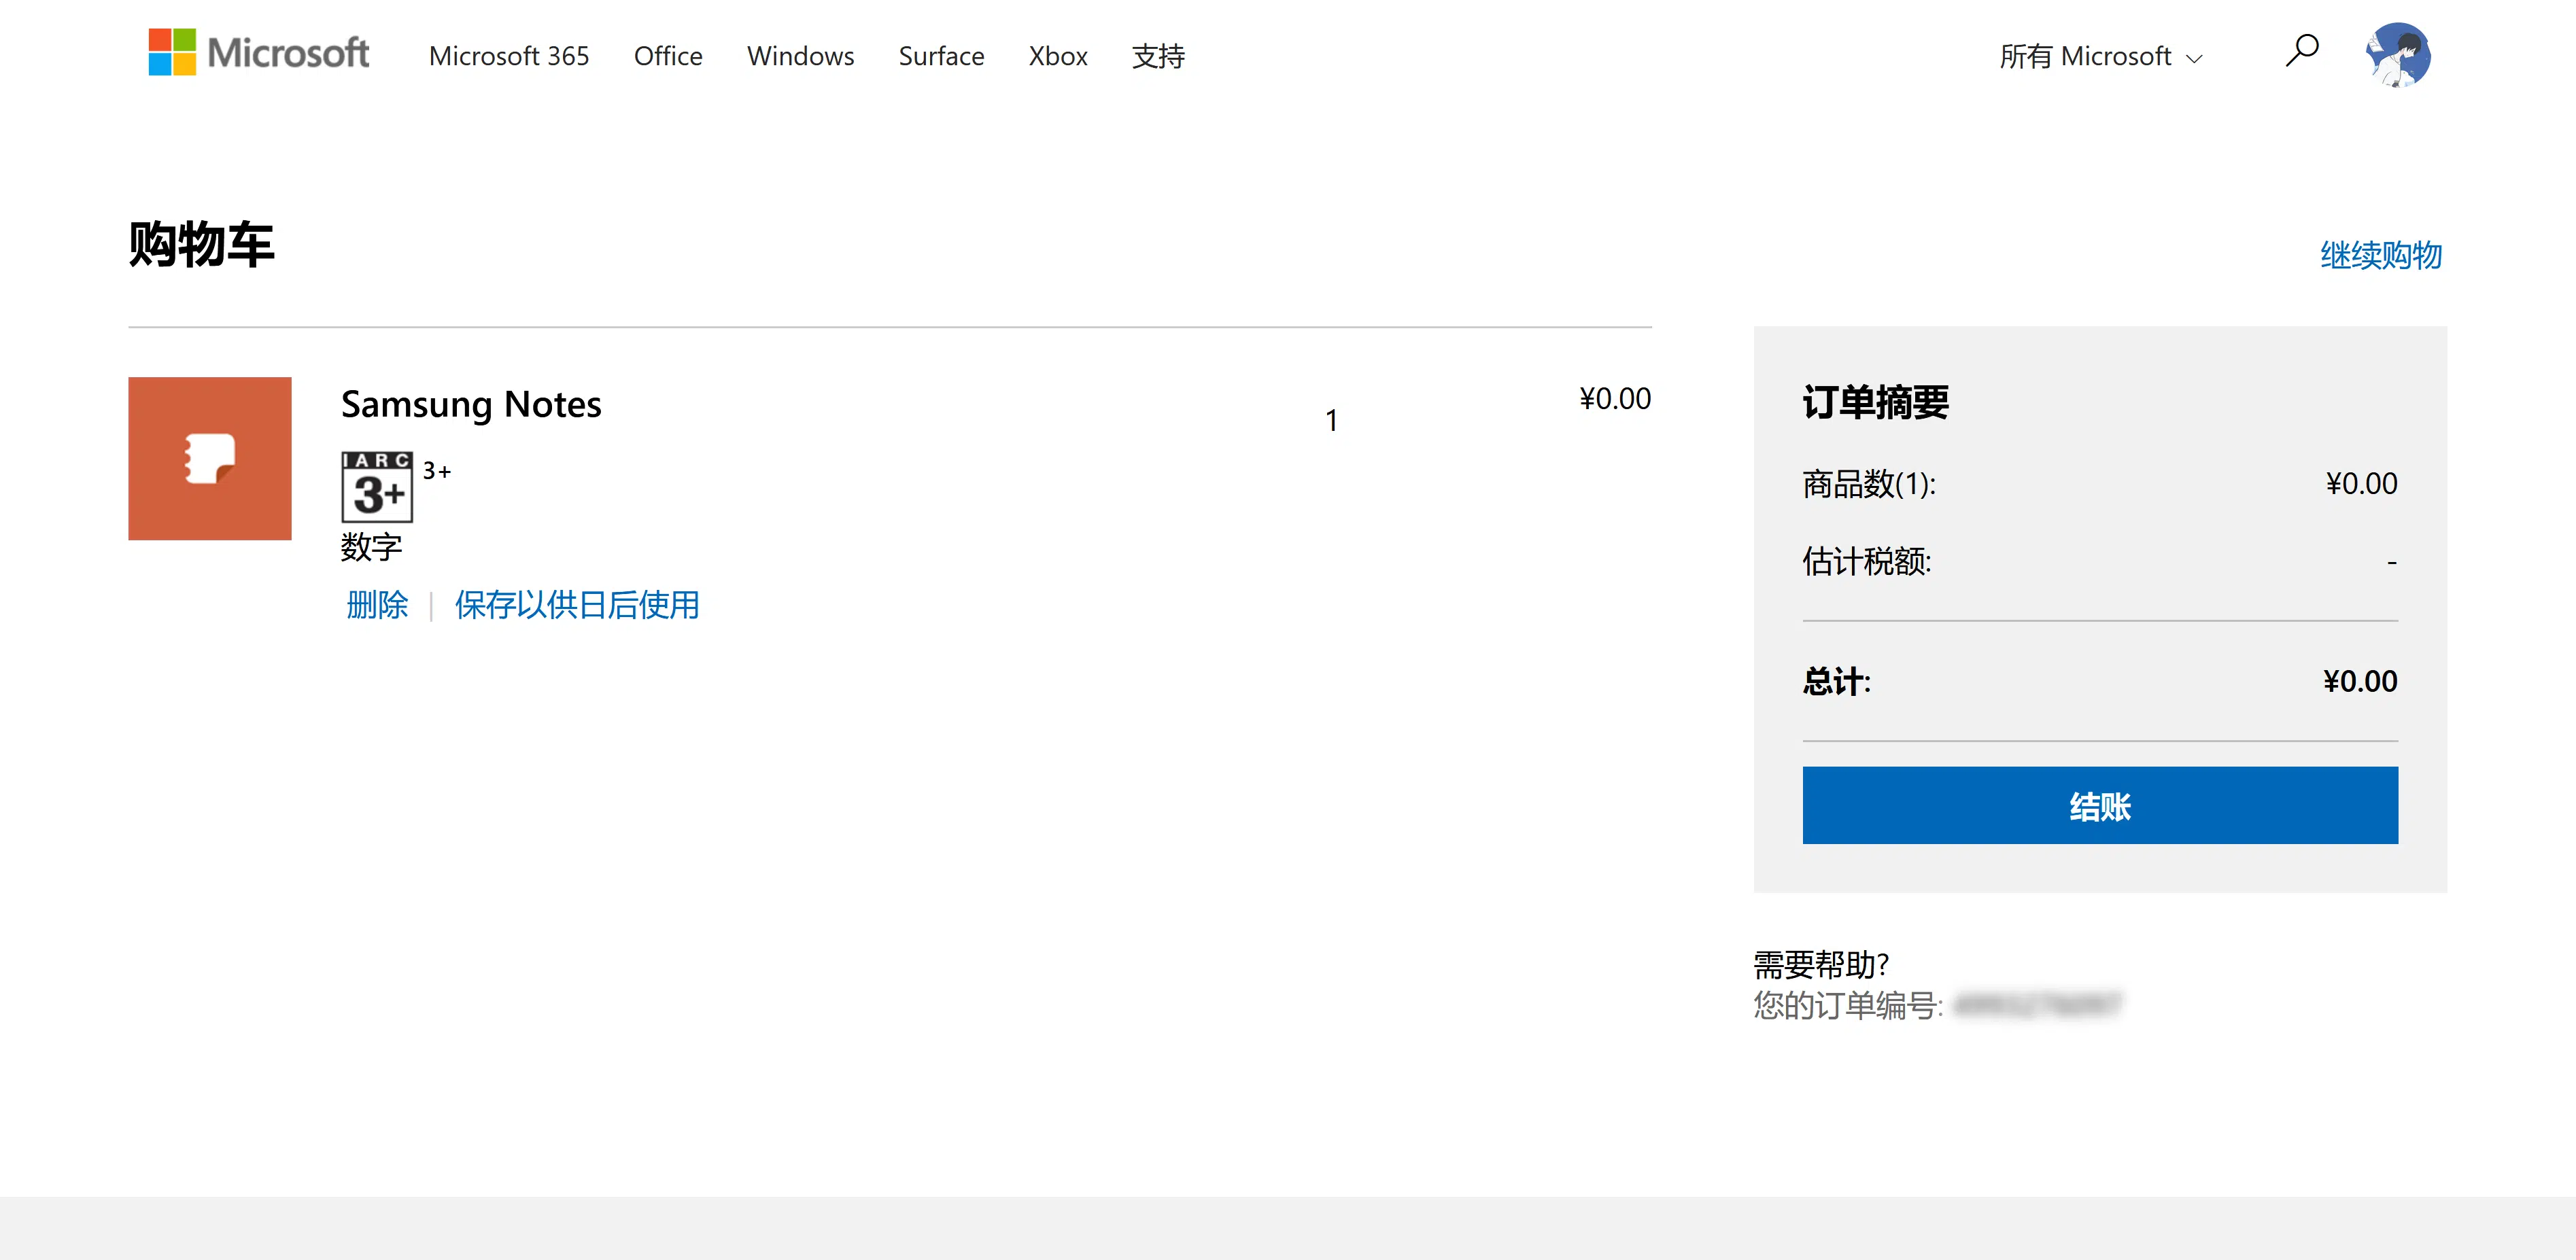 Microsoft
Microsoft 365 Office Windows Surface Xbox 支持
所有 Microsoft
购物车
继续购物
Samsung Notes
1
¥0.00
IARC
3+
3+
数字
删除 | 保存以供日后使用
订单摘要
商品数(1): ¥0.00
估计税额: -
总计: ¥0.00
结账
需要帮助?
您的订单编号: